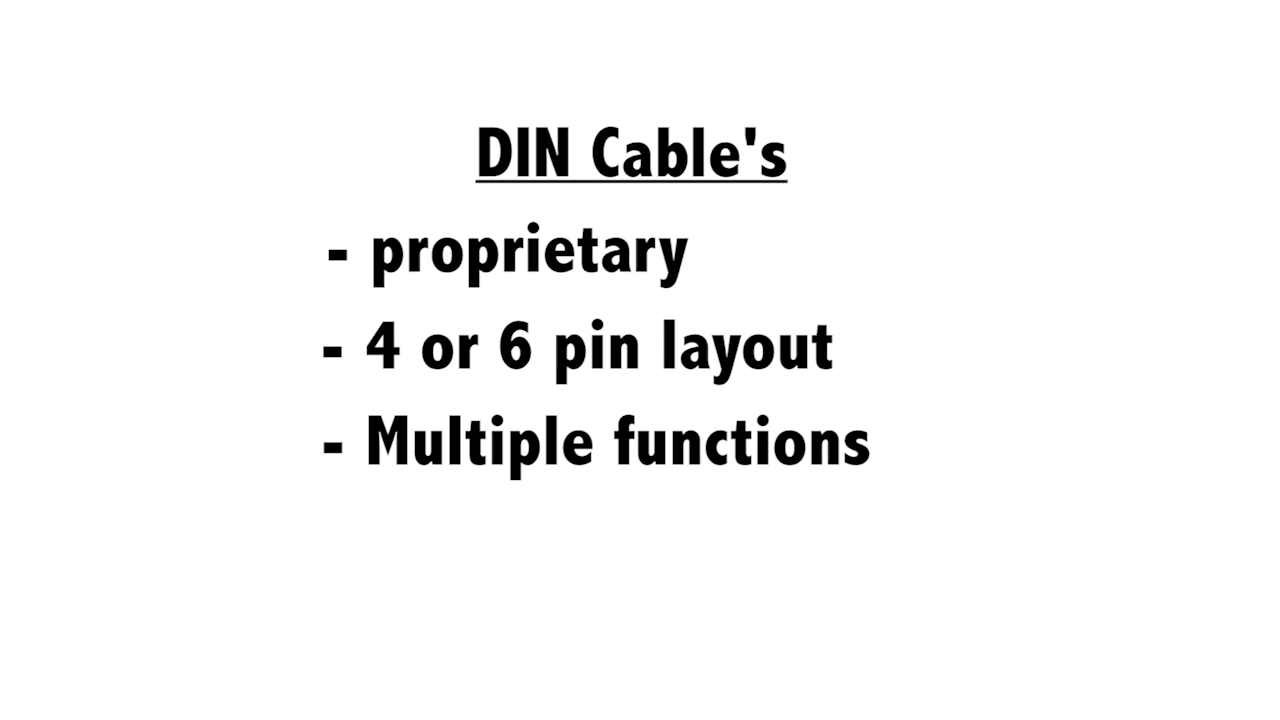 DIN Cable's
- proprietary
- 4 or 6 pin layout
- Multiple functions